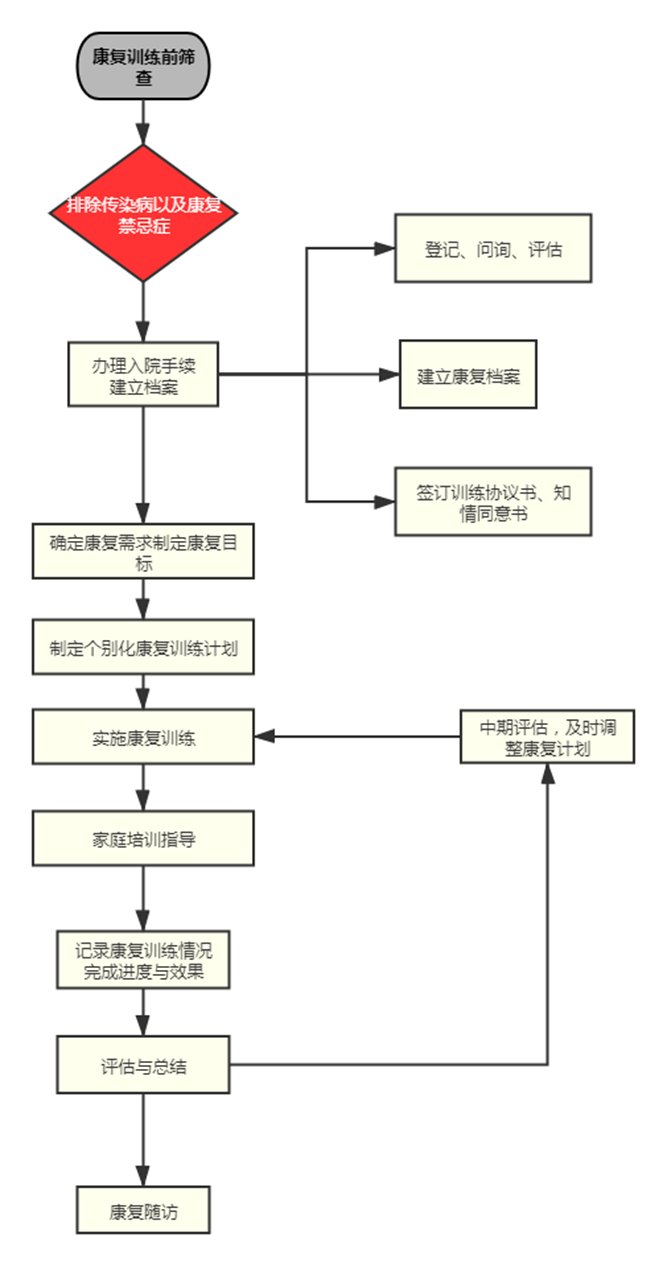 康复训练前筛
查
排除传染病以及康复
禁忌症
登记、问询、评估
办理入院手续
建立档案
建立康复档案
签订训练协议书、知
情同意书
确定康复需求制定康复目
标
制定个别化康复训练计划
实施康复训练
中期评估，及时调
整康复计划
家庭培训指导
记录康复训练情况
完成进度与效果
评估与总结
康复随访